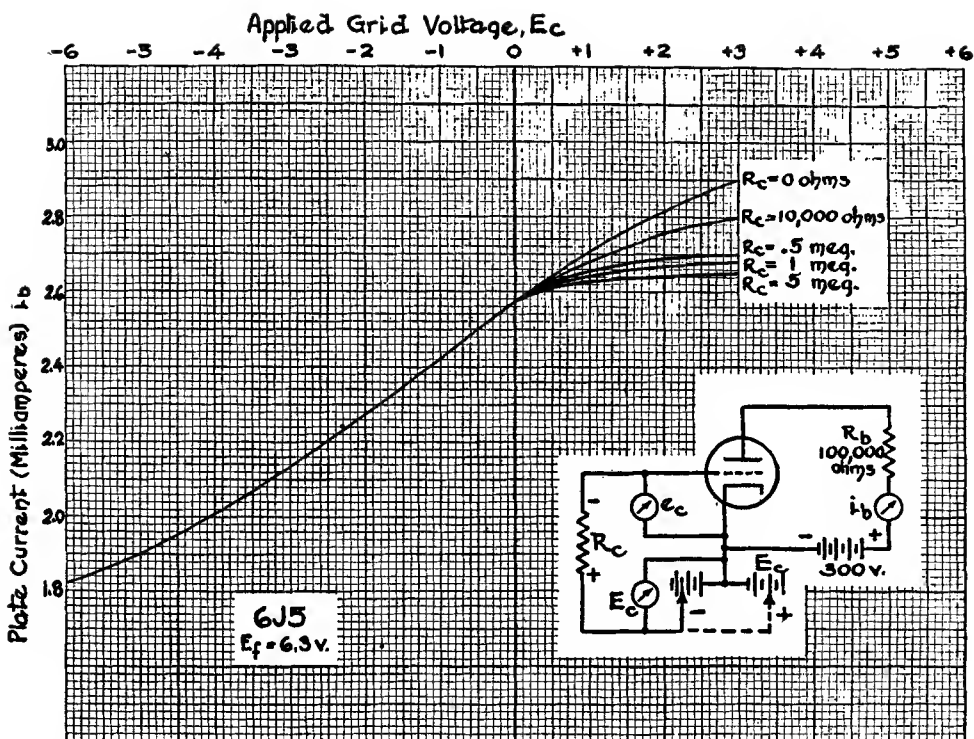 Applied Grid Voltage, Ec
-6 -5 -4 -3 -2 -1 0 +1 +2 +3 +4 +5 +6
Plate Current (Milliamperes) ib
3.0
2.8
2.6
2.4
2.2
2.0
1.8
Rc=0 ohms
Rc=10,000 ohms
Rc= .5 meg.
Rc= 1 meg.
Rc= 5 meg.
6J5
Ef=6.3v.
Rb
100,000
ohms
ib
ec
Rc
Ec
Ec
300v.
-
+
-
+
-
+